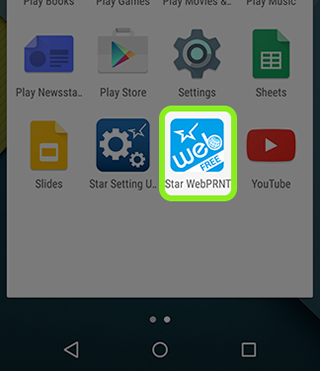 Play Books Play Games Play Movies &.. Play Music
Play Newssta.. Play Store Settings Sheets
web
FREE
Slides Star Setting U.. Star WebPRNT YouTube